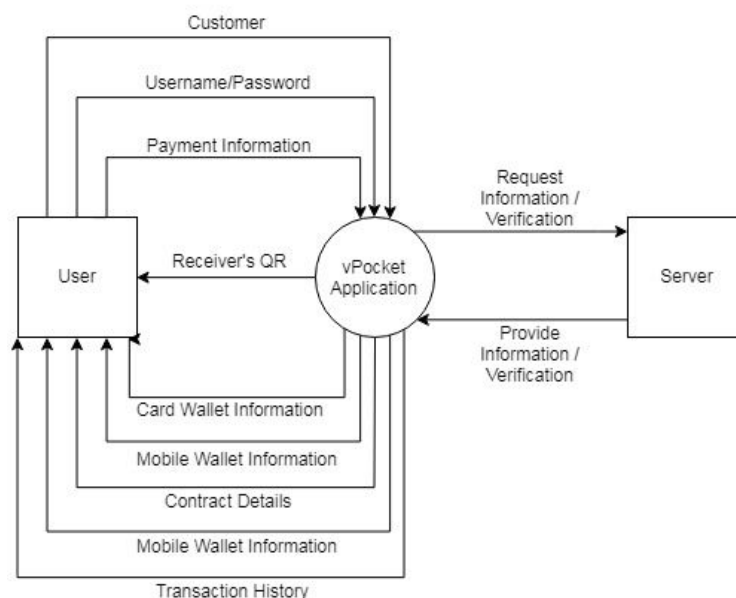 Customer
Username/Password
Payment Information
Request
Information /
Verification
User
Receiver's QR
vPocket
Application
Server
Provide
Information /
Verification
Card Wallet Information
Mobile Wallet Information
Contract Details
Mobile Wallet Information
Transaction History